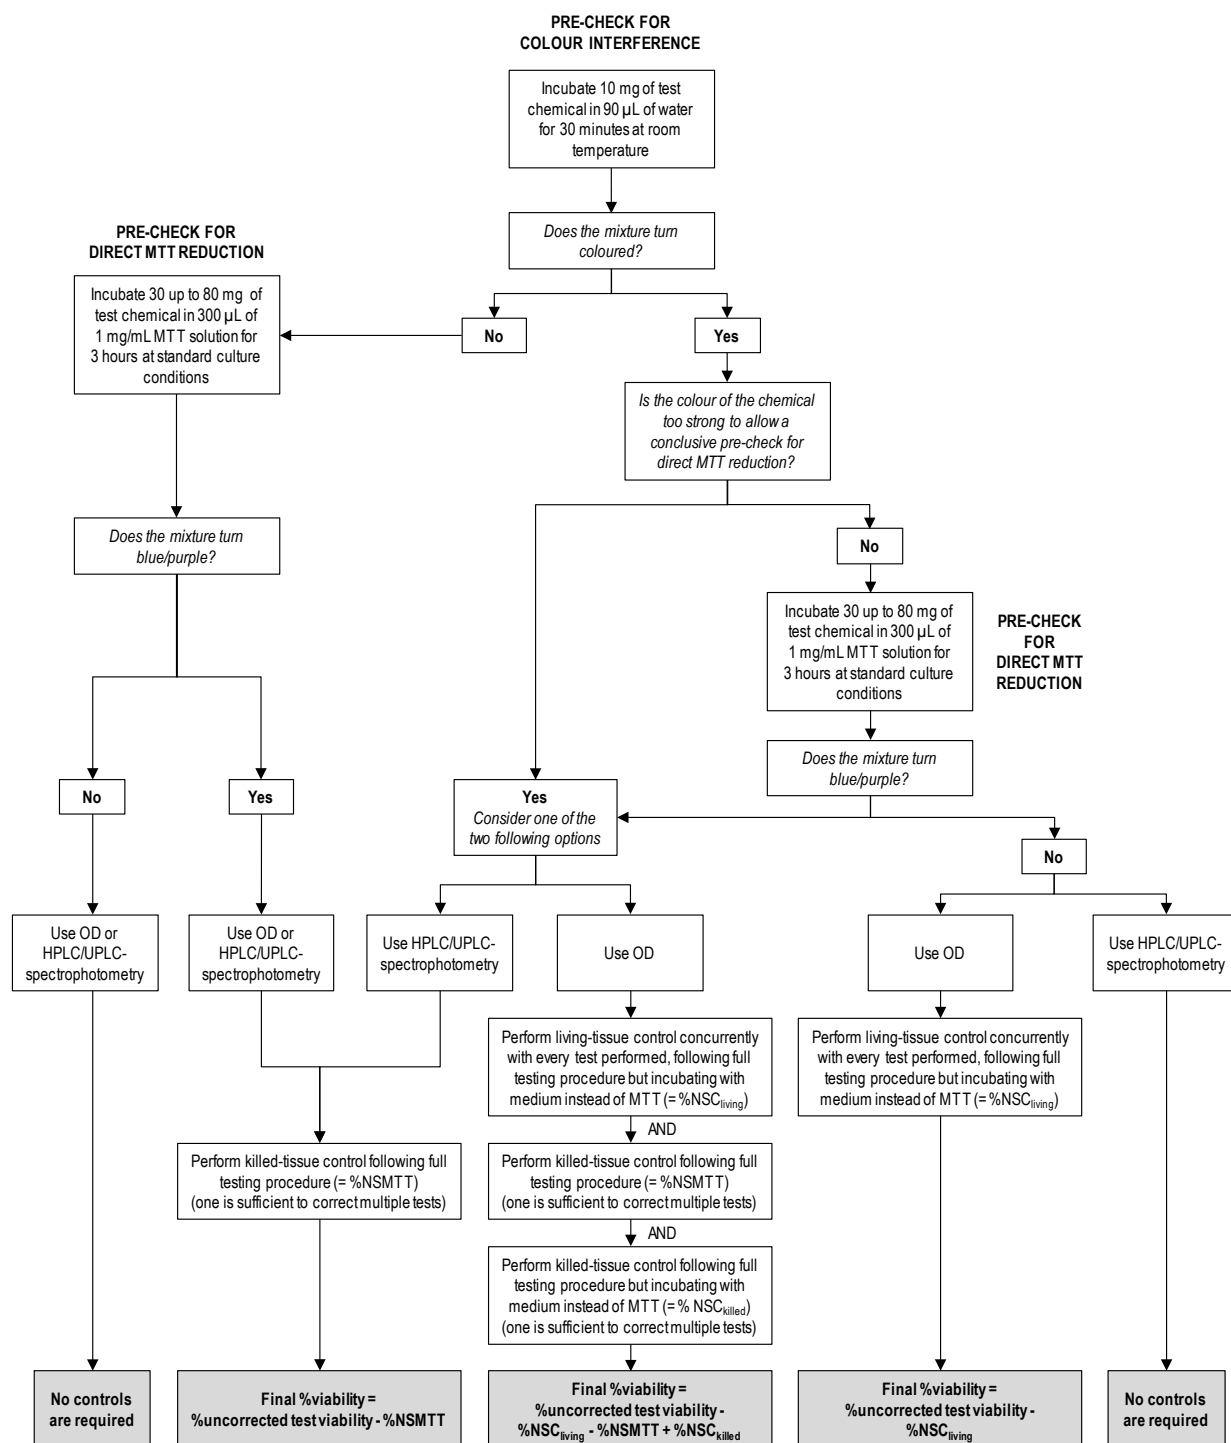 PRE-CHECK FOR
COLOUR INTERFERENCE
Incubate 10 mg of test
chemical in 90 µL of water
for 30 minutes at room
temperature
Does the mixture turn
coloured?
No
Yes
PRE-CHECK FOR
DIRECT MTT REDUCTION
Incubate 30 up to 80 mg of
test chemical in 300 µL of
1 mg/mL MTT solution for
3 hours at standard culture
conditions
Does the mixture turn
blue/purple?
No
Yes
Is the colour of the chemical
too strong to allow a
conclusive pre-check for
direct MTT reduction?
No
Incubate 30 up to 80 mg of
test chemical in 300 µL of
1 mg/mL MTT solution for
3 hours at standard culture
conditions
PRE-CHECK
FOR
DIRECT MTT
REDUCTION
Does the mixture turn
blue/purple?
Yes
Consider one of the
two following options
No
Use OD or
HPLC/UPLC-
spectrophotometry
Use OD or
HPLC/UPLC-
spectrophotometry
Use HPLC/UPLC-
spectrophotometry
Use OD
Use OD
Use HPLC/UPLC-
spectrophotometry
Perform living-tissue control concurrently
with every test performed, following full
testing procedure but incubating with
medium instead of MTT (= %NSCliving)
Perform living-tissue control concurrently
with every test performed, following full
testing procedure but incubating with
medium instead of MTT (= %NSCliving)
AND
Perform killed-tissue control following full
testing procedure (= %NSMTT)
(one is sufficient to correct multiple tests)
Perform killed-tissue control following full
testing procedure (= %NSMTT)
(one is sufficient to correct multiple tests)
AND
Perform killed-tissue control following full
testing procedure but incubating with
medium instead of MTT (= % NSCkilled)
(one is sufficient to correct multiple tests)
No controls
are required
Final %viability =
%uncorrected test viability - %NSMTT
Final %viability =
%uncorrected test viability -
%NSCliving - %NSMTT + %NSCkilled
Final %viability =
%uncorrected test viability -
%NSCliving
No controls
are required